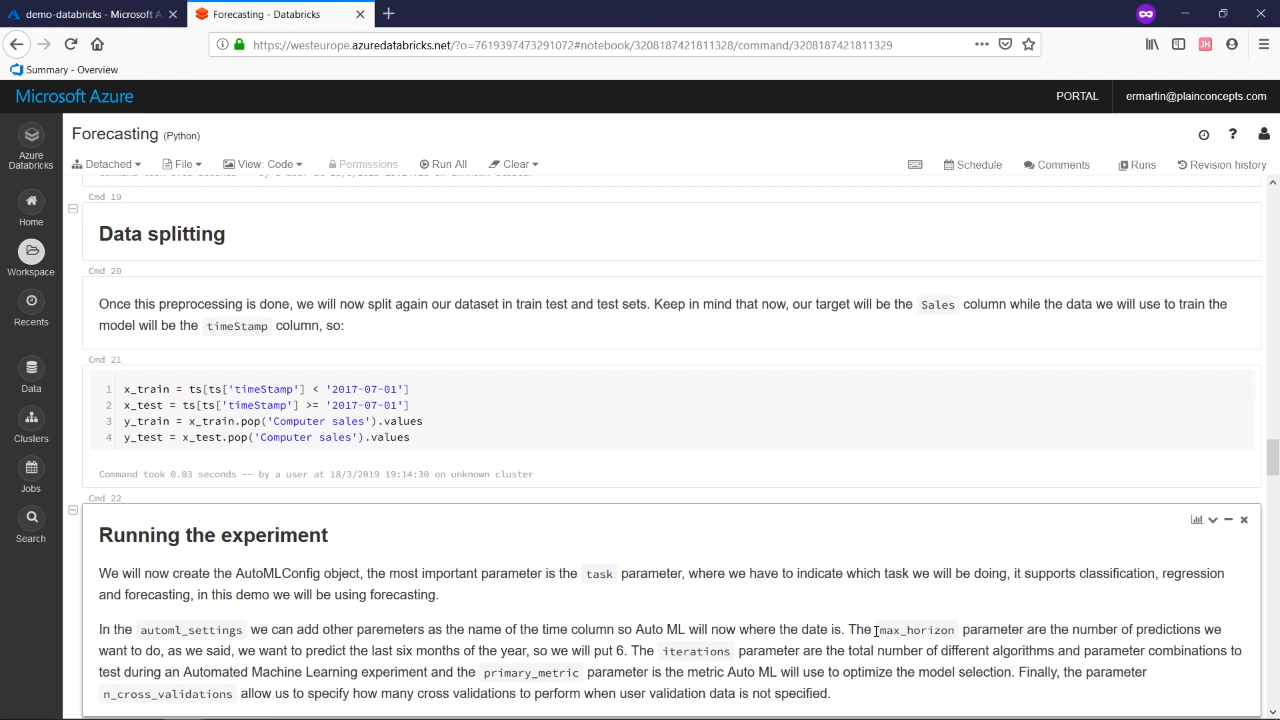 demo-databricks - Microsoft A
Forecasting - Databricks
https://westeurope.azuredatabricks.net/?o=7619397473291072#notebook/3208187421811328/command/3208187421811329
Summary - Overview
Microsoft Azure
PORTAL
ermartin@plainconcepts.com
Azure
Databricks
Home
Workspace
Recents
Data
Clusters
Jobs
Search
Forecasting (Python)
Detached File View: Code Permissions Run All Clear
Schedule Comments Runs Revision history
Cmd 19
Data splitting
Cmd 20
Once this preprocessing is done, we will now split again our dataset in train test and test sets. Keep in mind that now, our target will be the Sales column while the data we will use to train the
model will be the timeStamp column, so:
Cmd 21
1 x_train = ts[ts['timeStamp'] < '2017-07-01']
2 x_test = ts[ts['timeStamp'] >= '2017-07-01']
3 y_train = x_train.pop('Computer sales').values
4 y_test = x_test.pop('Computer sales').values
Command took 0.03 seconds -- by a user at 18/3/2019 19:14:30 on unknown cluster
Cmd 22
Running the experiment
We will now create the AutoMLConfig object, the most important parameter is the task parameter, where we have to indicate which task we will be doing, it supports classification, regression
and forecasting, in this demo we will be using forecasting.
In the automl_settings we can add other paremeters as the name of the time column so Auto ML will now where the date is. The max_horizon parameter are the number of predictions we
want to do, as we said, we want to predict the last six months of the year, so we will put 6. The iterations parameter are the total number of different algorithms and parameter combinations to
test during an Automated Machine Learning experiment and the primary_metric parameter is the metric Auto ML will use to optimize the model selection. Finally, the parameter
n_cross_validations allow us to specify how many cross validations to perform when user validation data is not specified.